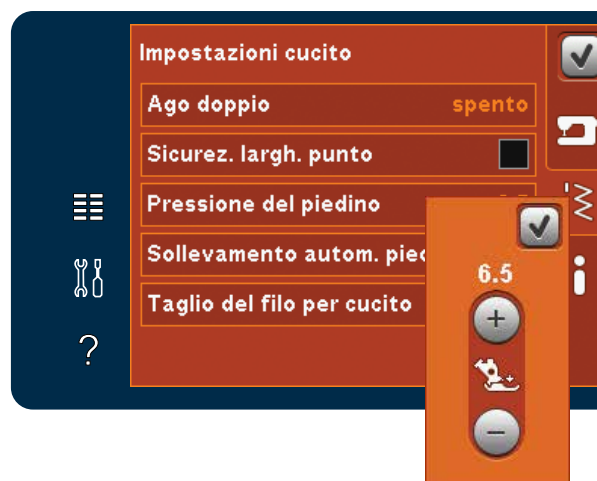 Impostazioni cucito
Ago doppio spento
Sicurez. largh. punto
Pressione del piedino
Sollevamento autom.
Taglio del filo per cucito
6.5
+
−
?